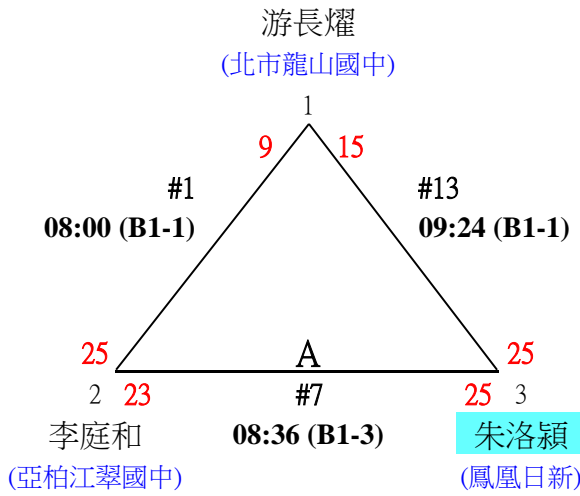 游長燿
(北市龍山國中)
1
9 15
#1 #13
08:00 (B1-1) 09:24 (B1-1)
25 A 25
2 23 #7 25 3
李庭和 08:36 (B1-3) 朱洛潁
(亞柏江翠國中) (鳳凰日新)